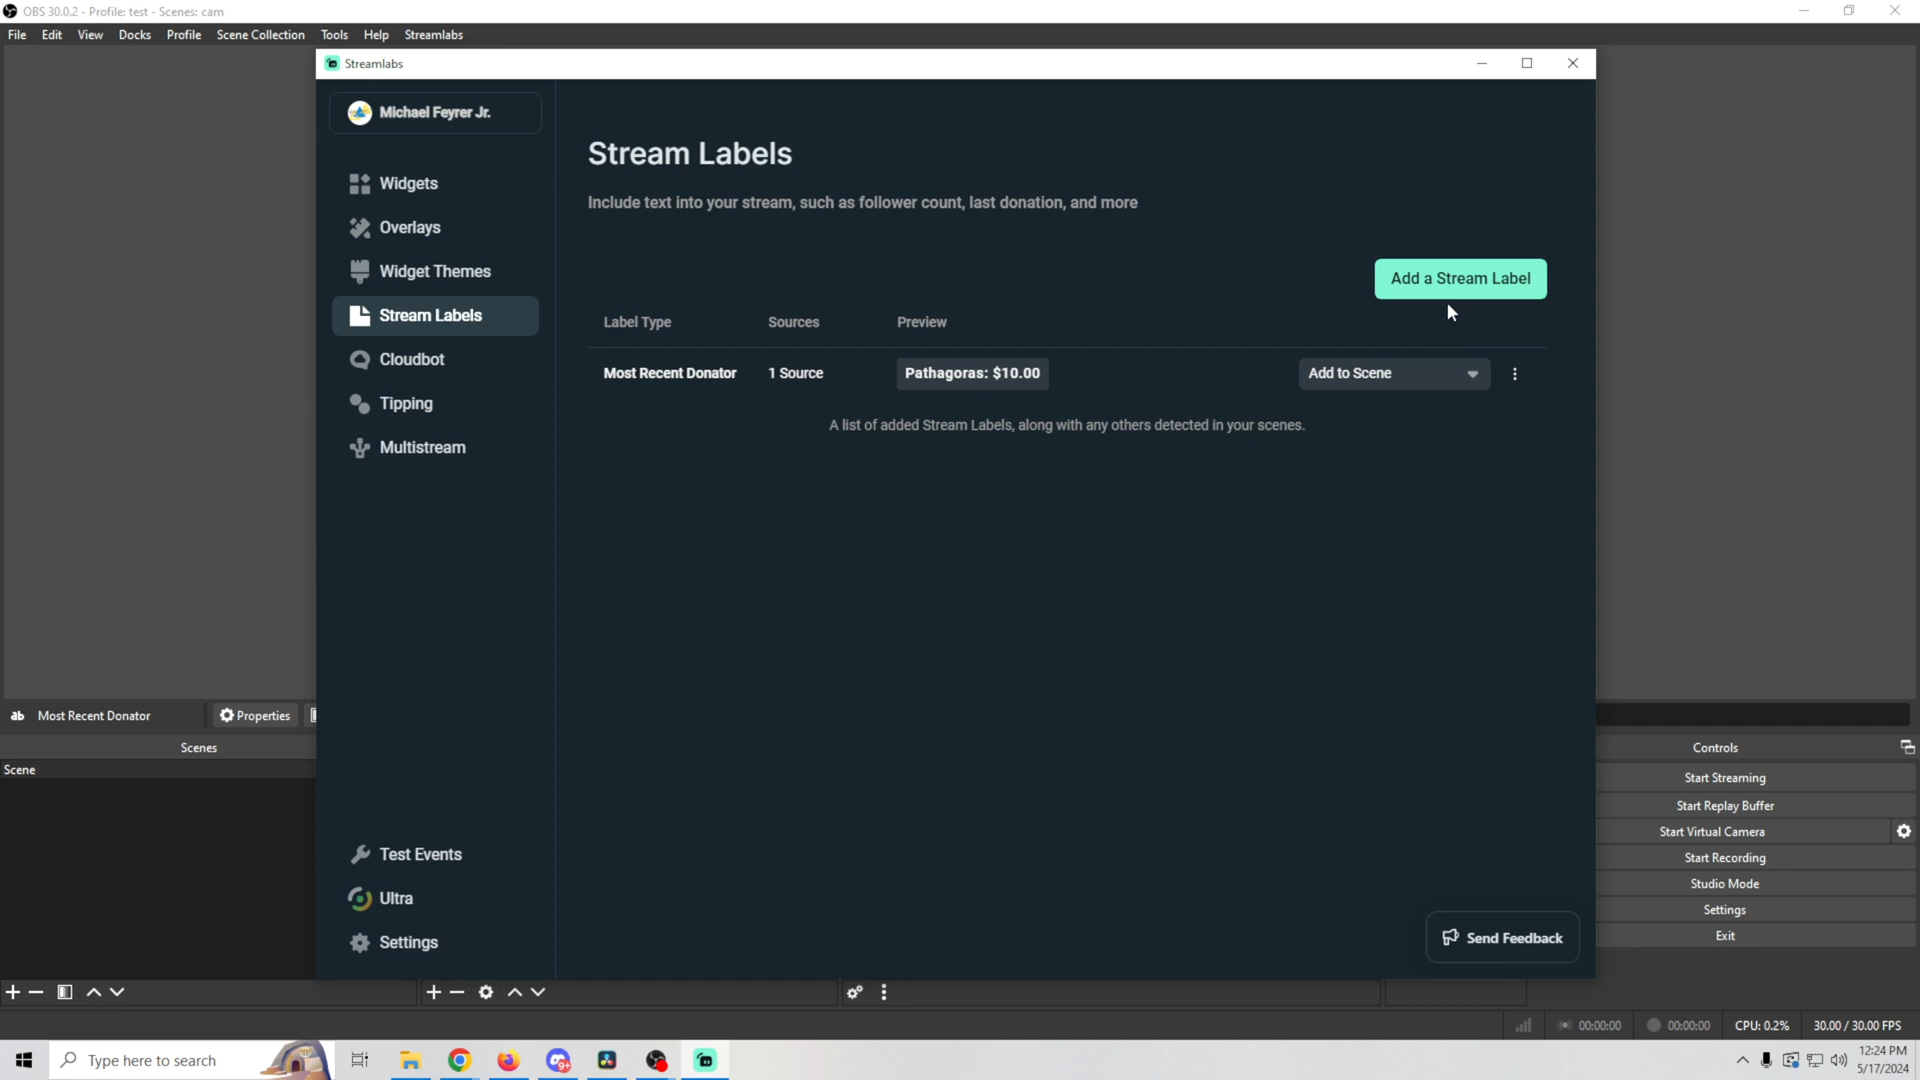 OBS 30.0.2 - Profile: test - Scenes: cam
File Edit View Docks Profile Scene Collection Tools Help Streamlabs
Streamlabs
Michael Feyrer Jr.
Widgets
Overlays
Widget Themes
Stream Labels
Cloudbot
Tipping
Multistream
Test Events
Ultra
Settings
Stream Labels
Include text into your stream, such as follower count, last donation, and more
Add a Stream Label
Label Type Sources Preview
Most Recent Donator 1 Source Pathagoras: $10.00 Add to Scene
A list of added Stream Labels, along with any others detected in your scenes.
Send Feedback
ab Most Recent Donator Properties
Scenes
Scene
Controls
Start Streaming
Start Replay Buffer
Start Virtual Camera
Start Recording
Studio Mode
Settings
Exit
00:00:00 00:00:00 CPU: 0.2% 30.00 / 30.00 FPS
Type here to search
9+
12:24 PM
5/17/2024